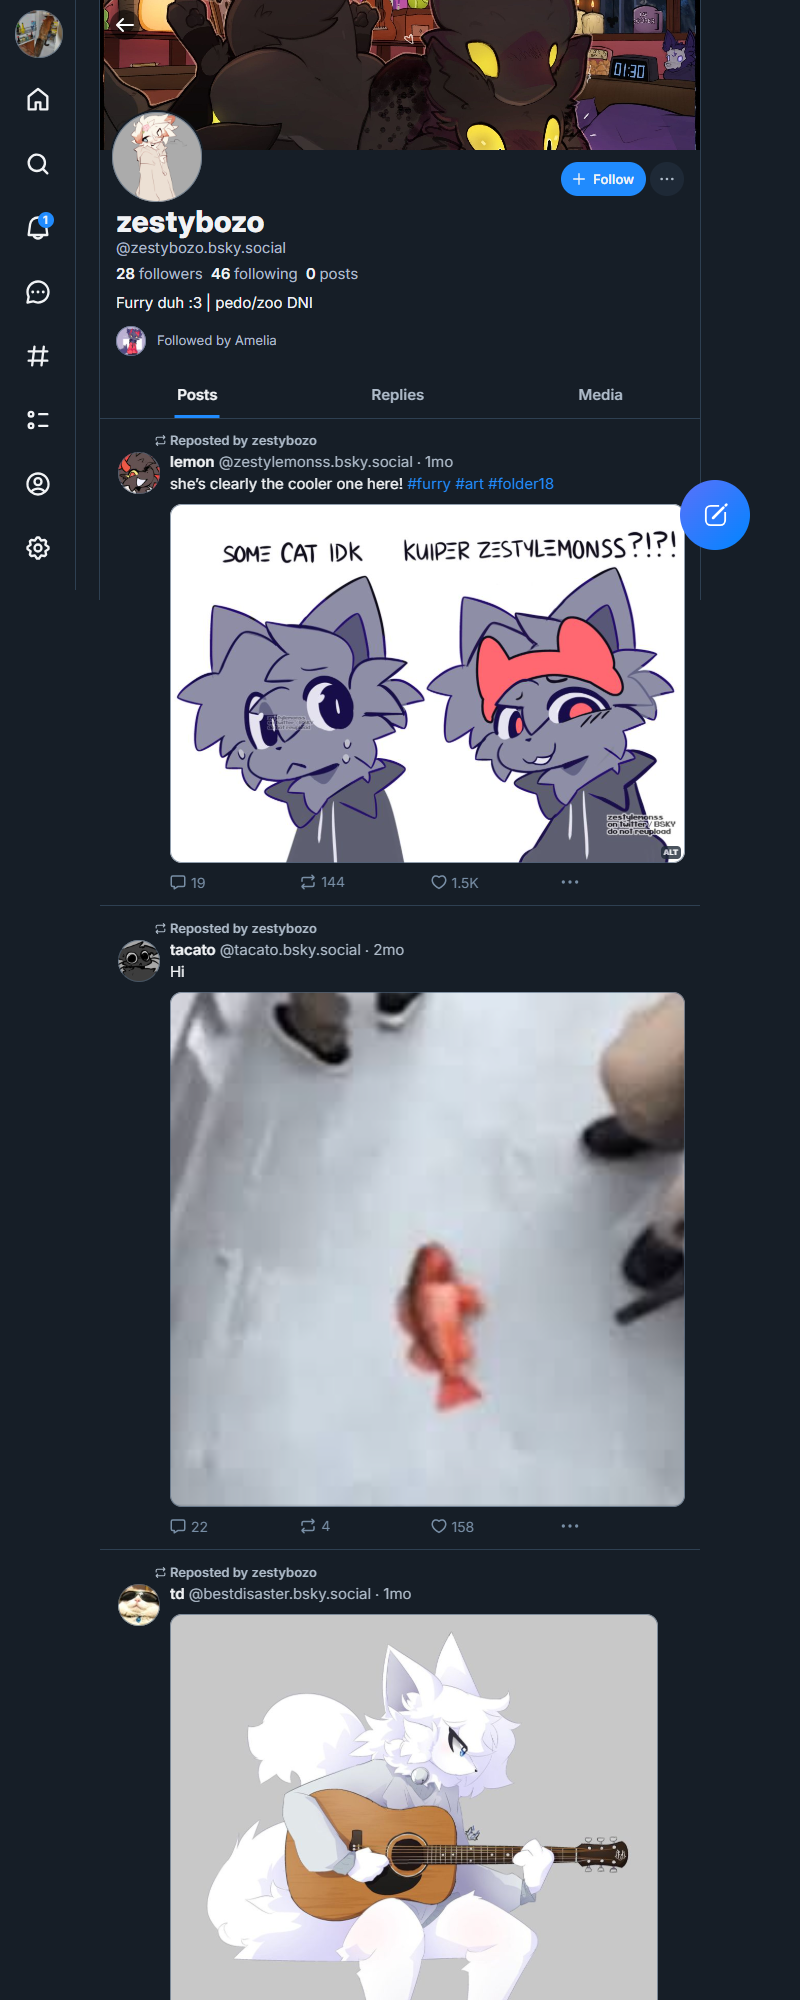 01:30
1
+ Follow
zestybozo
@zestybozo.bsky.social
28 followers 46 following 0 posts
Furry duh :3 | pedo/zoo DNI
Followed by Amelia
Posts Replies Media
Reposted by zestybozo
lemon @zestylemonss.bsky.social · 1mo
she's clearly the cooler one here! #furry #art #folder18
SOME CAT IDK KUIPER ZESTYLEMONSS?!?!
zestylemonss
on twitter / BSKY
do not reupload
ALT
19 144 1.5K
Reposted by zestybozo
tacato @tacato.bsky.social · 2mo
Hi
22 4 158
Reposted by zestybozo
td @bestdisaster.bsky.social · 1mo